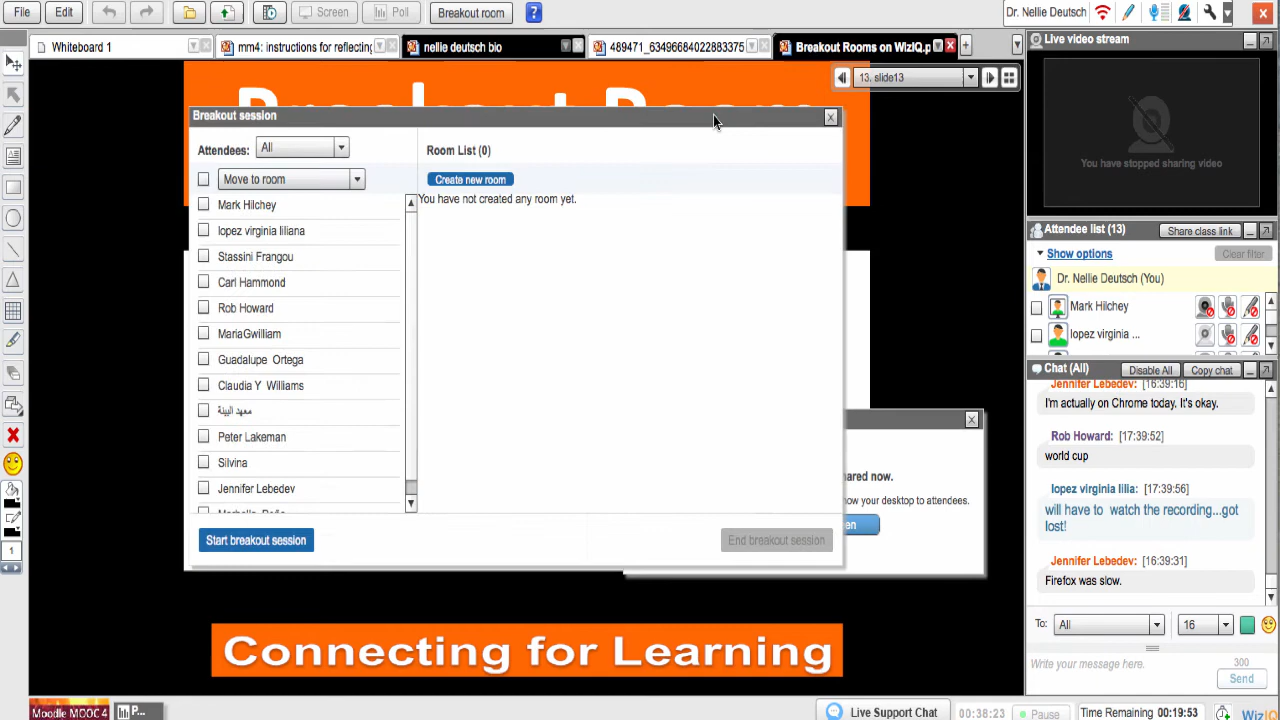 File Edit Screen Poll Breakout room ? Dr. Nellie Deutsch
Whiteboard 1 mm4: instructions for reflecting nellie deutsch bio 489471_63496684022883375 Breakout Rooms on WizIQ.p
13. slide13
Breakout Room
Breakout session x
Attendees: All
Move to room
Mark Hilchey
lopez virginia liliana
Stassini Frangou
Carl Hammond
Rob Howard
MariaGwilliam
Guadalupe Ortega
Claudia Y Williams
معهد البينة
Peter Lakeman
Silvina
Jennifer Lebedev
Room List (0)
Create new room
You have not created any room yet.
Start breakout session End breakout session
ared now.
how your desktop to attendees.
en
Connecting for Learning
Live video stream
You have stopped sharing video
Attendee list (13) Share class link
Show options Clear filter
Dr. Nellie Deutsch (You)
Mark Hilchey
lopez virginia ...
Chat (All) Disable All Copy chat
Jennifer Lebedev: [16:39:16]
I'm actually on Chrome today. It's okay.
Rob Howard: [17:39:52]
world cup
lopez virginia lilia: [17:39:56]
will have to watch the recording...got
lost!
Jennifer Lebedev: [16:39:31]
Firefox was slow.
To: All 16
Write your message here. 300
Send
1
Moodle MOOC 4 P... Live Support Chat 00:38:23 Pause Time Remaining 00:19:53 WizIQ